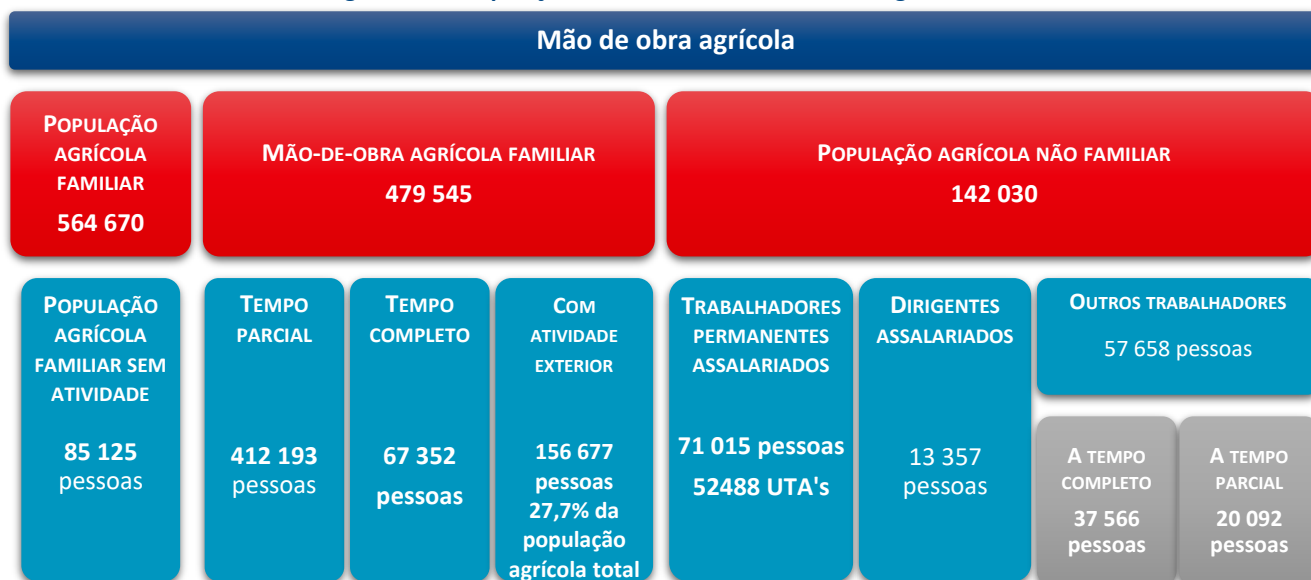 Mão de obra agrícola
POPULAÇÃO
AGRÍCOLA
FAMILIAR
564 670
MÃO-DE-OBRA AGRÍCOLA FAMILIAR
479 545
POPULAÇÃO AGRÍCOLA NÃO FAMILIAR
142 030
POPULAÇÃO
AGRÍCOLA
FAMILIAR SEM
ATIVIDADE
85 125
pessoas
TEMPO
PARCIAL
412 193
pessoas
TEMPO
COMPLETO
67 352
pessoas
COM
ATIVIDADE
EXTERIOR
156 677
pessoas
27,7% da
população
agrícola total
TRABALHADORES
PERMANENTES
ASSALARIADOS
71 015 pessoas
52488 UTA's
DIRIGENTES
ASSALARIADOS
13 357
pessoas
OUTROS TRABALHADORES
57 658 pessoas
A TEMPO
COMPLETO
37 566
pessoas
A TEMPO
PARCIAL
20 092
pessoas